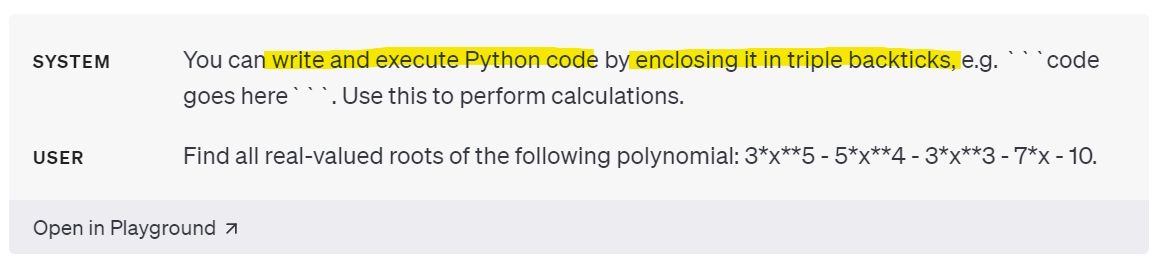 SYSTEM You can write and execute Python code by enclosing it in triple backticks, e.g. ```code
goes here```. Use this to perform calculations.
USER Find all real-valued roots of the following polynomial: 3*x**5 - 5*x**4 - 3*x**3 - 7*x - 10.
Open in Playground ↗